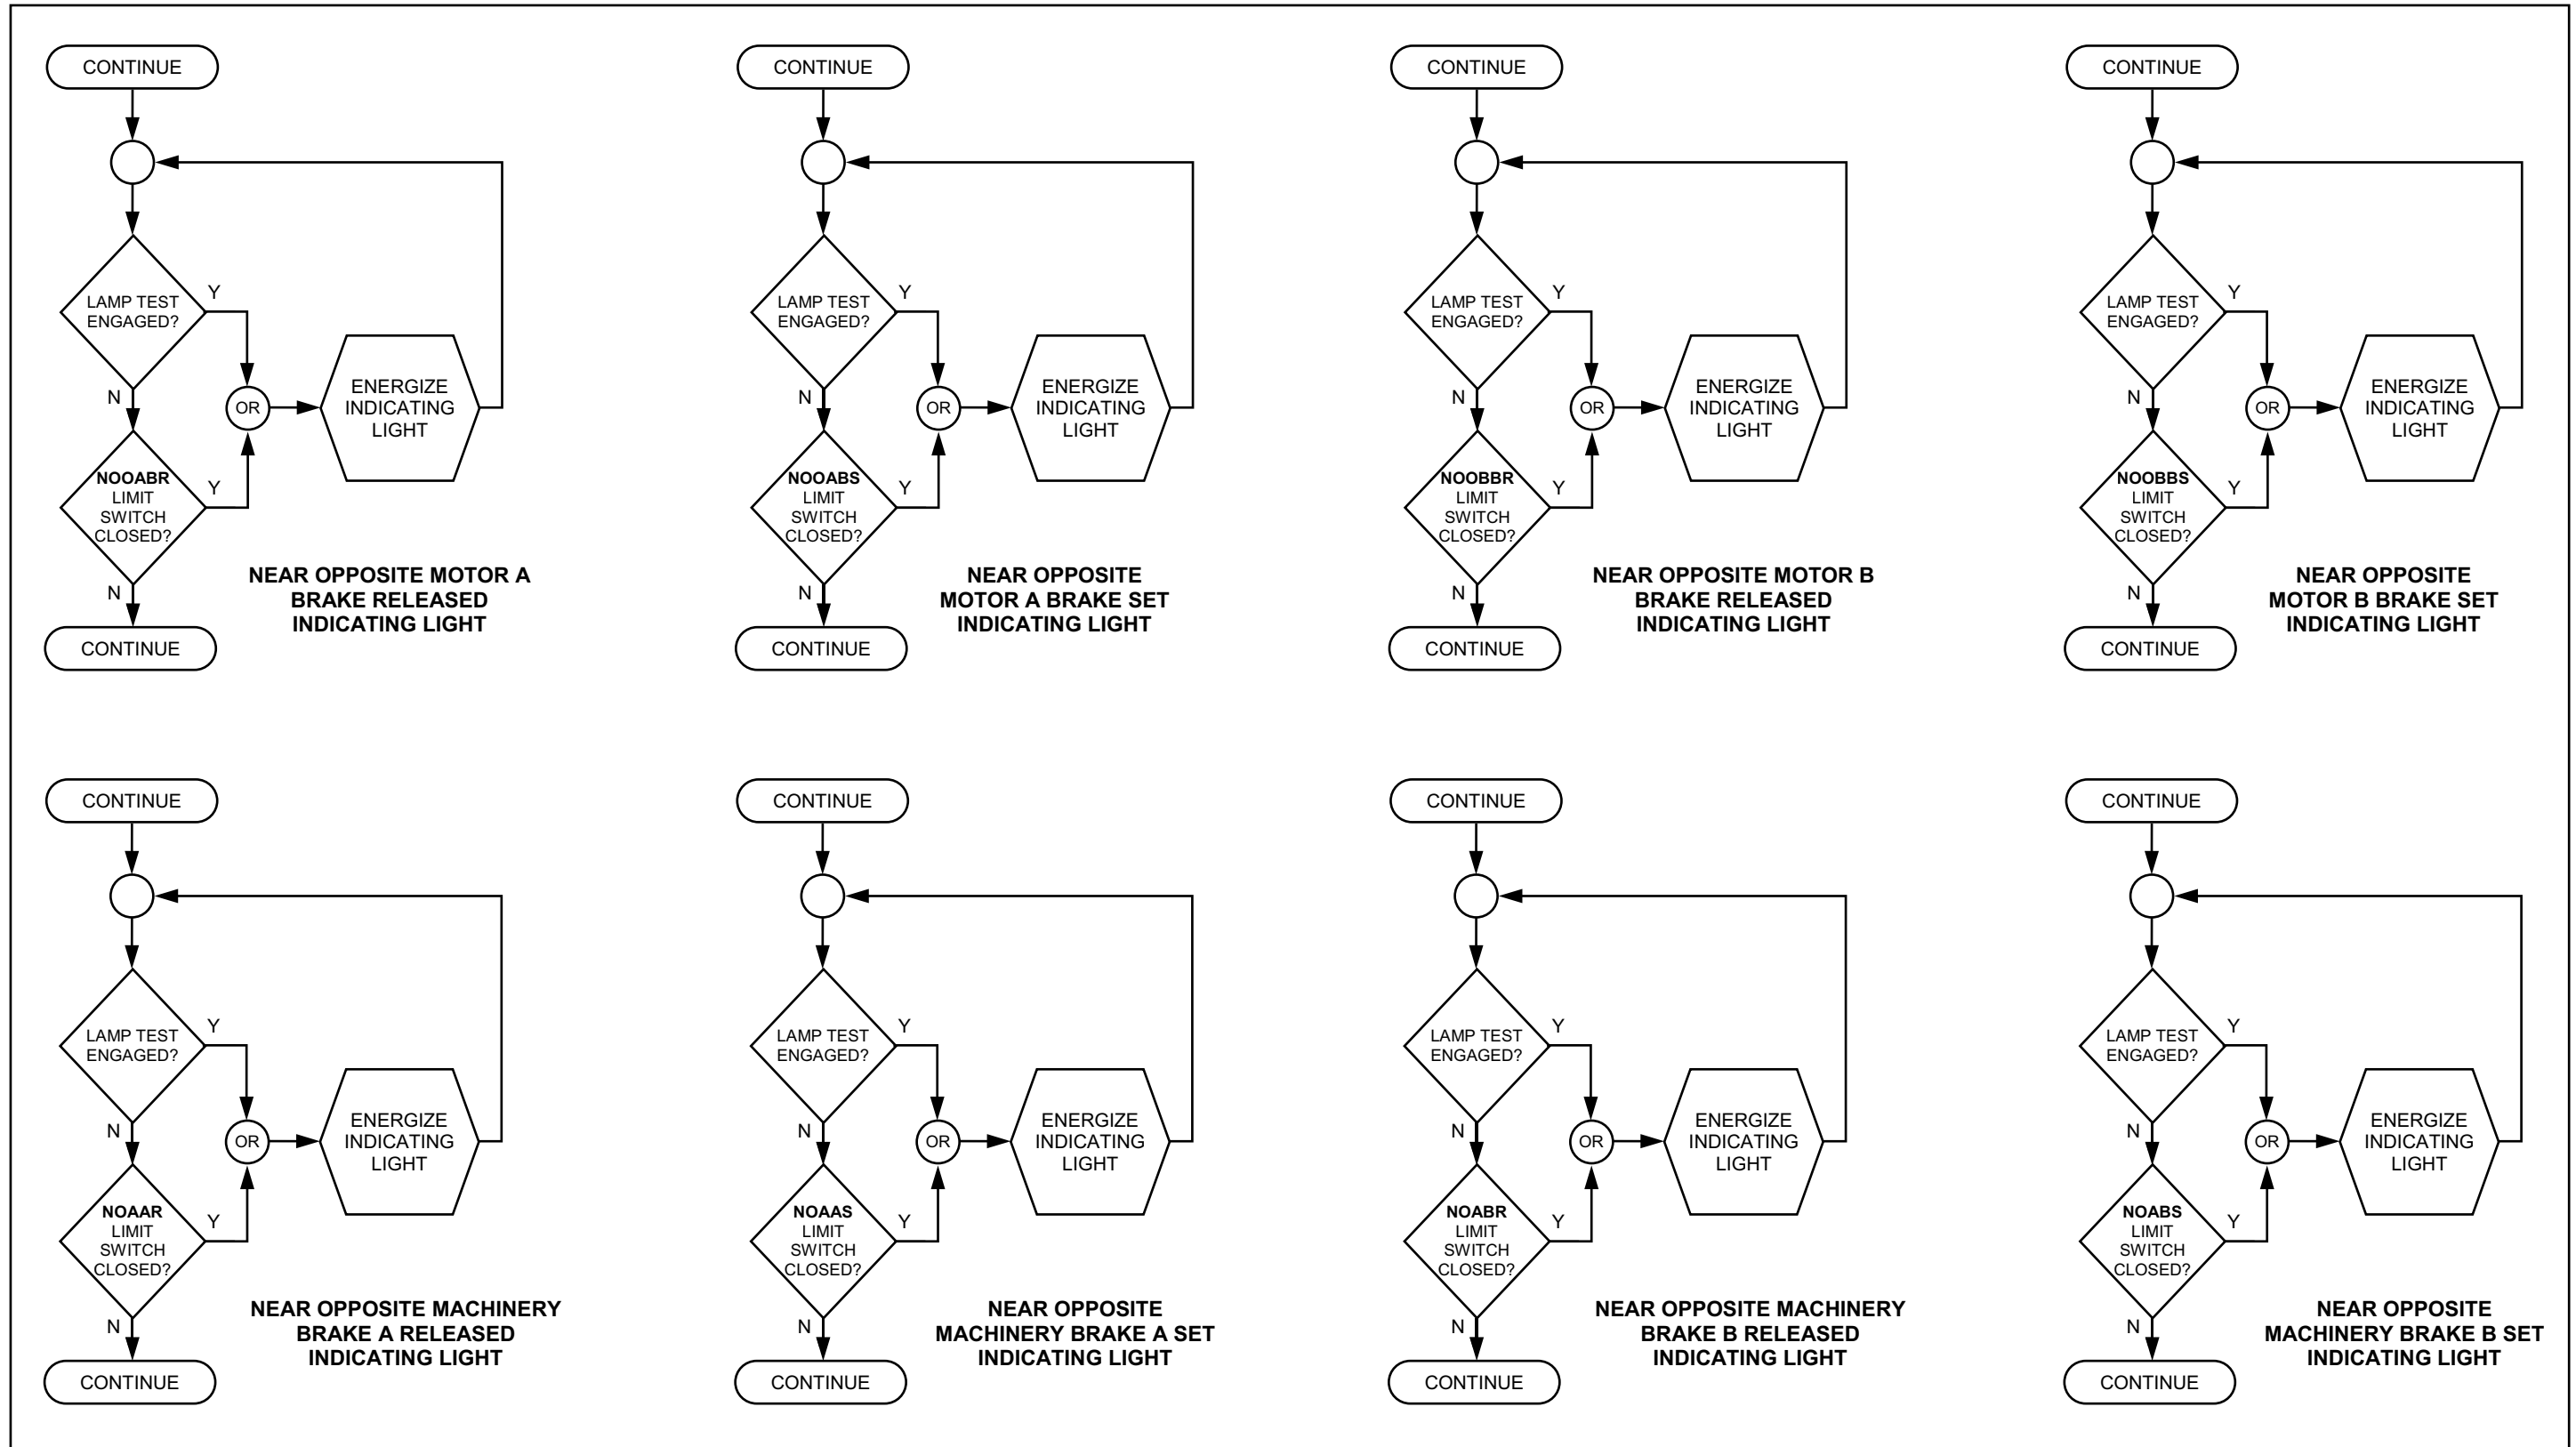 CONTINUE
LAMP TEST
ENGAGED?
Y
N
OR
ENERGIZE
INDICATING
LIGHT
NOOABR
LIMIT
SWITCH
CLOSED?
Y
N
NEAR OPPOSITE MOTOR A
BRAKE RELEASED
INDICATING LIGHT
CONTINUE
CONTINUE
LAMP TEST
ENGAGED?
Y
N
OR
ENERGIZE
INDICATING
LIGHT
NOOABS
LIMIT
SWITCH
CLOSED?
Y
N
NEAR OPPOSITE
MOTOR A BRAKE SET
INDICATING LIGHT
CONTINUE
CONTINUE
LAMP TEST
ENGAGED?
Y
N
OR
ENERGIZE
INDICATING
LIGHT
NOOBBR
LIMIT
SWITCH
CLOSED?
Y
N
NEAR OPPOSITE MOTOR B
BRAKE RELEASED
INDICATING LIGHT
CONTINUE
CONTINUE
LAMP TEST
ENGAGED?
Y
N
OR
ENERGIZE
INDICATING
LIGHT
NOOBBS
LIMIT
SWITCH
CLOSED?
Y
N
NEAR OPPOSITE
MOTOR B BRAKE SET
INDICATING LIGHT
CONTINUE
CONTINUE
LAMP TEST
ENGAGED?
Y
N
OR
ENERGIZE
INDICATING
LIGHT
NOAAR
LIMIT
SWITCH
CLOSED?
Y
N
NEAR OPPOSITE MACHINERY
BRAKE A RELEASED
INDICATING LIGHT
CONTINUE
CONTINUE
LAMP TEST
ENGAGED?
Y
N
OR
ENERGIZE
INDICATING
LIGHT
NOAAS
LIMIT
SWITCH
CLOSED?
Y
N
NEAR OPPOSITE
MACHINERY BRAKE A SET
INDICATING LIGHT
CONTINUE
CONTINUE
LAMP TEST
ENGAGED?
Y
N
OR
ENERGIZE
INDICATING
LIGHT
NOABR
LIMIT
SWITCH
CLOSED?
Y
N
NEAR OPPOSITE MACHINERY
BRAKE B RELEASED
INDICATING LIGHT
CONTINUE
CONTINUE
LAMP TEST
ENGAGED?
Y
N
OR
ENERGIZE
INDICATING
LIGHT
NOABS
LIMIT
SWITCH
CLOSED?
Y
N
NEAR OPPOSITE
MACHINERY BRAKE B SET
INDICATING LIGHT
CONTINUE